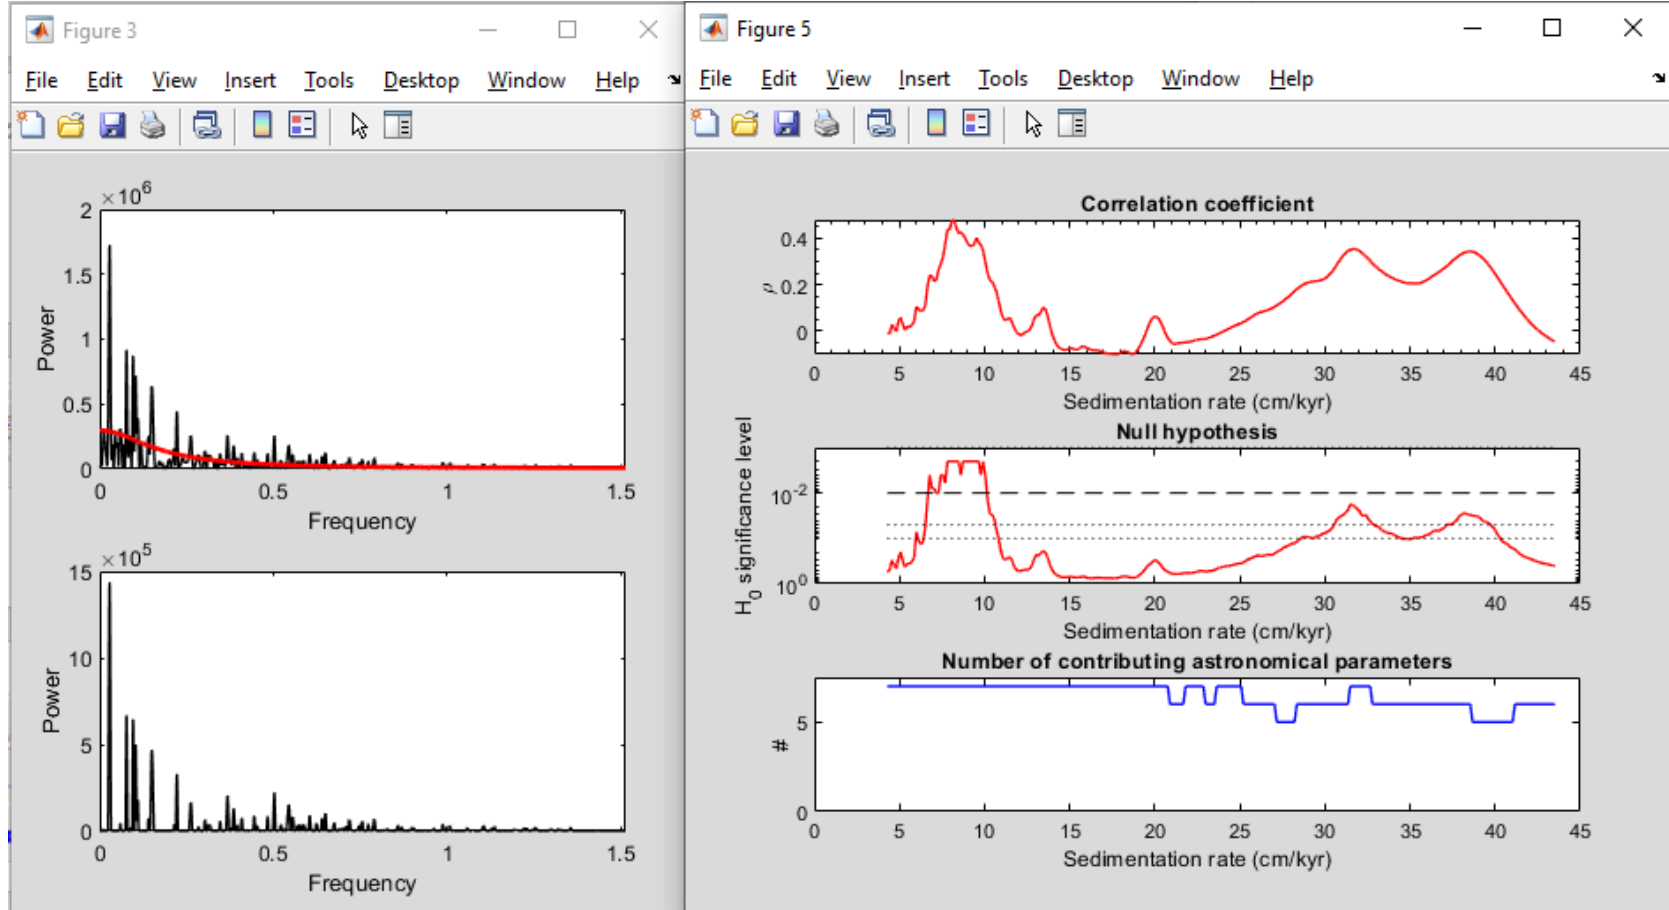 Figure 3
File Edit View Insert Tools Desktop Window Help
×10^6
2
1.5
1
0.5
0
Power
0 0.5 1 1.5
Frequency
×10^5
15
10
5
0
Power
0 0.5 1 1.5
Frequency
Figure 5
File Edit View Insert Tools Desktop Window Help
Correlation coefficient
0.4
0.2
0
ρ
0 5 10 15 20 25 30 35 40 45
Sedimentation rate (cm/kyr)
Null hypothesis
10^-2
10^0
H_0 significance level
0 5 10 15 20 25 30 35 40 45
Sedimentation rate (cm/kyr)
Number of contributing astronomical parameters
5
0
#
0 5 10 15 20 25 30 35 40 45
Sedimentation rate (cm/kyr)